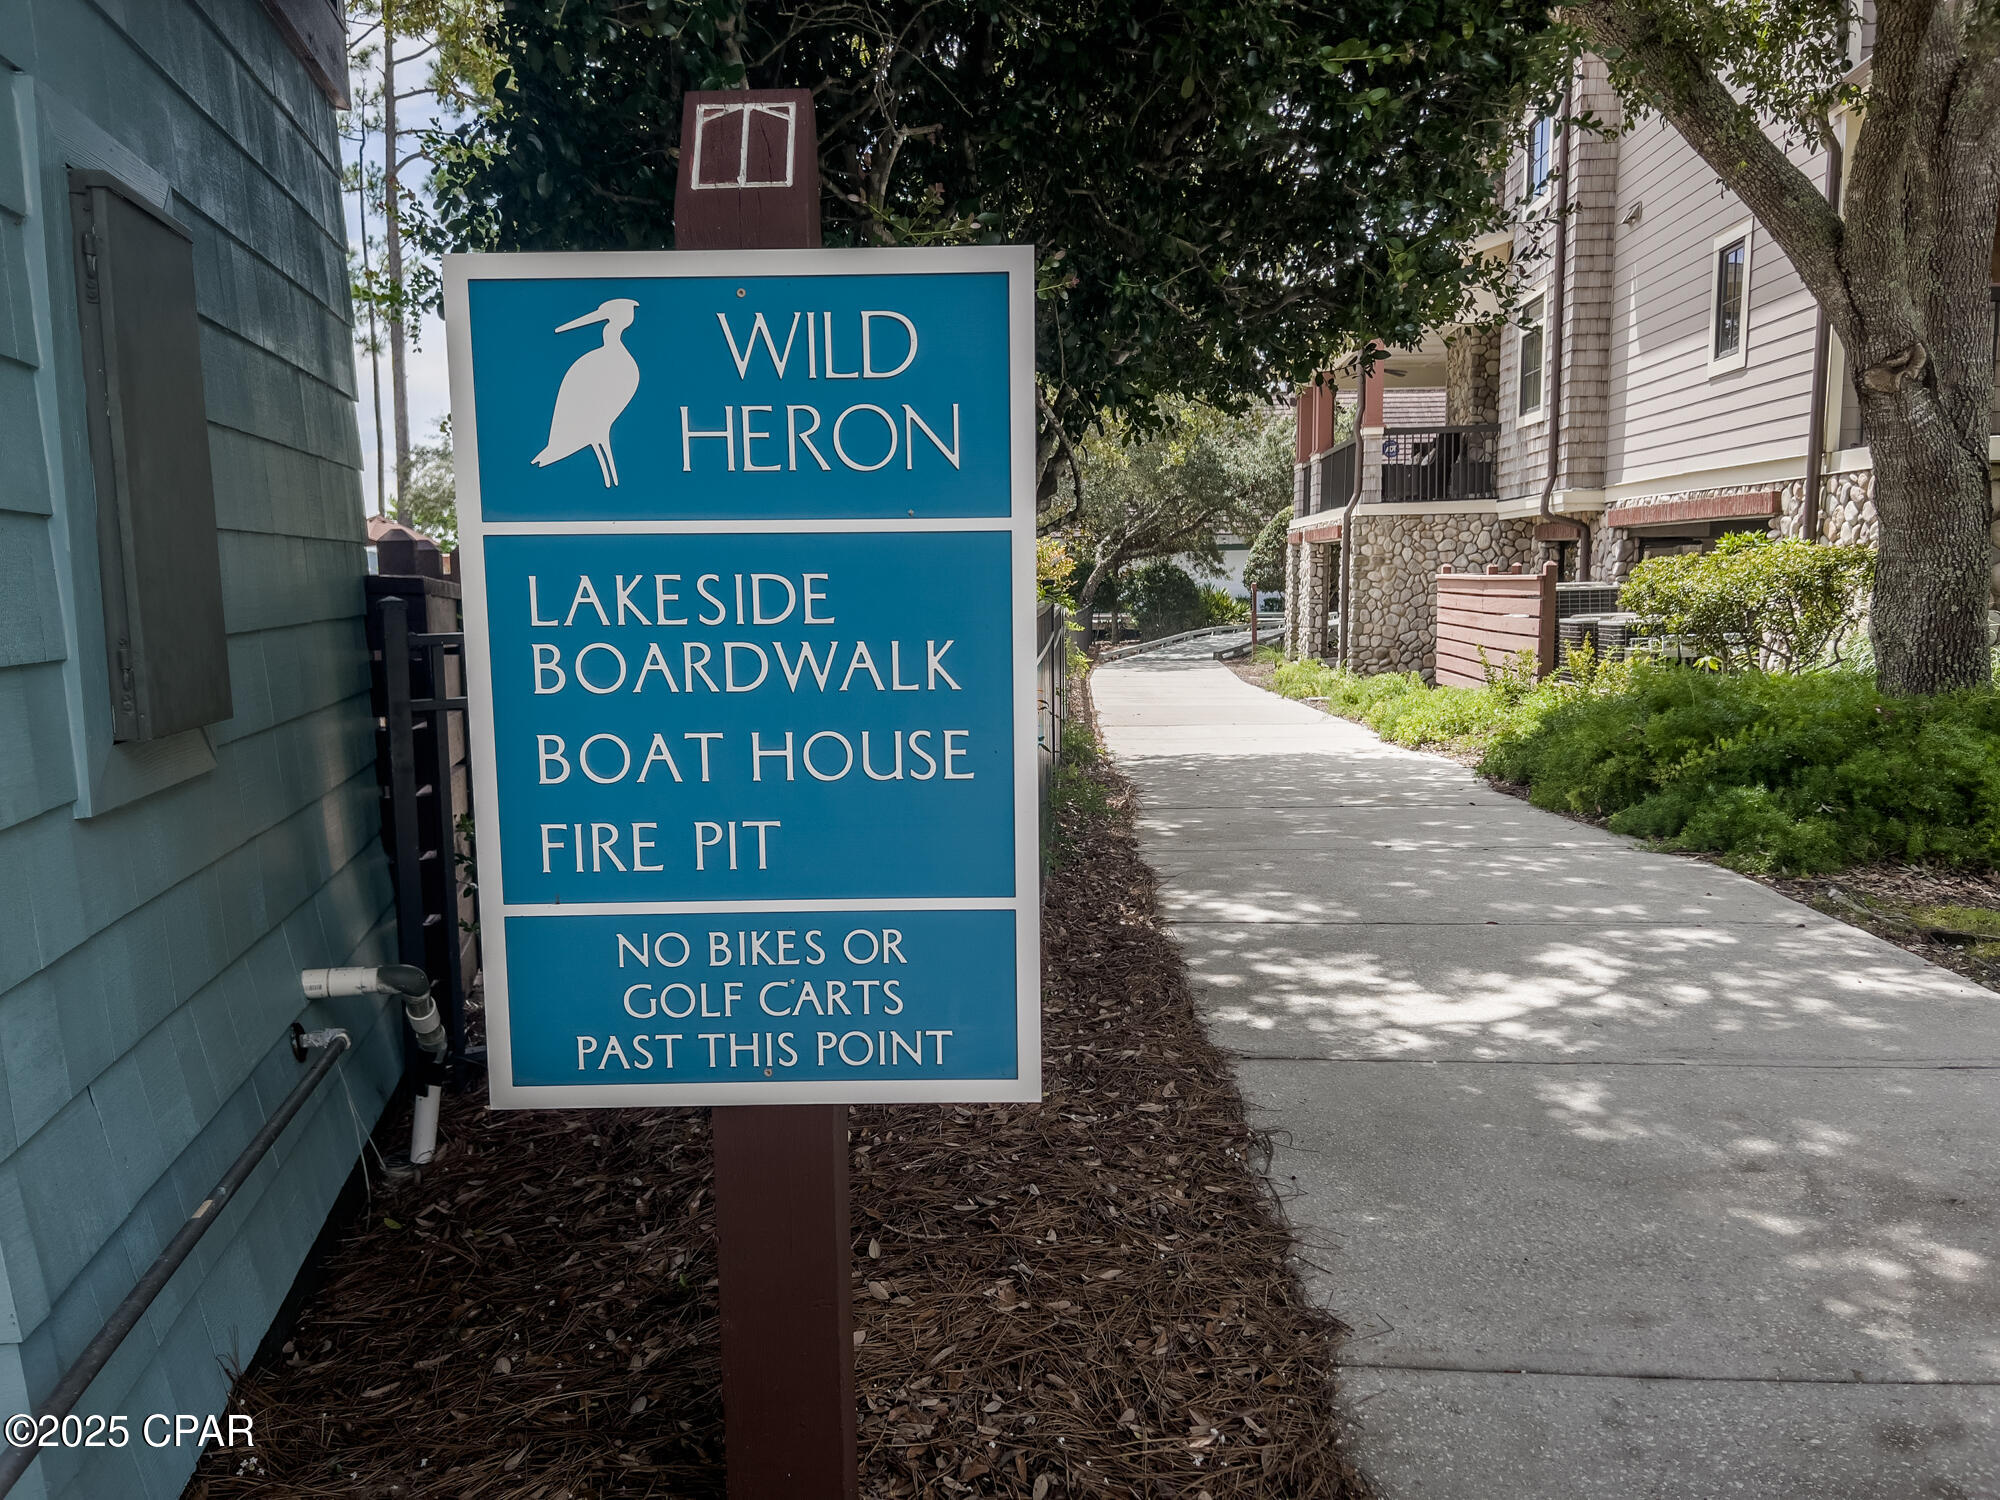 WILD
HERON
LAKESIDE
BOARDWALK
BOAT HOUSE
FIRE PIT
NO BIKES OR
GOLF CARTS
PAST THIS POINT
©2025 CPAR